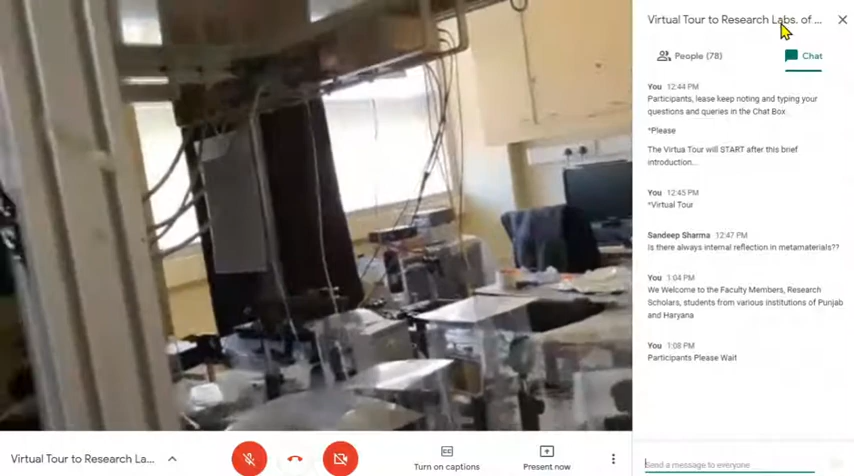 Virtual Tour to Research Labs. of ...
People (78)
Chat
You 12:44 PM
Participants, lease keep noting and typing your
questions and queries in the Chat Box
*Please
The Virtua Tour will START after this brief
introduction...
You 12:45 PM
*Virtual Tour
Sandeep Sharma 12:47 PM
Is there always internal reflection in metamaterials??
You 1:04 PM
We Welcome to the Faculty Members, Research
Scholars, students from various institutions of Punjab
and Haryana
You 1:08 PM
Participants Please Wait
Send a message to everyone
Virtual Tour to Research La...
CC
Turn on captions
Present now